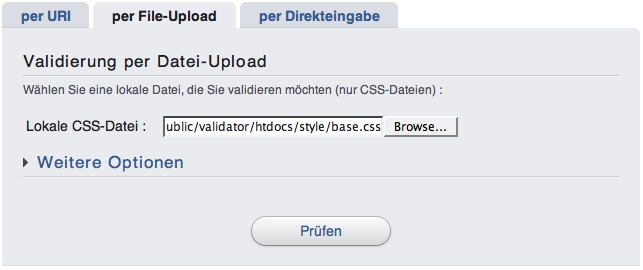 per URI per File-Upload per Direkteingabe
Validierung per Datei-Upload
Wählen Sie eine lokale Datei, die Sie validieren möchten (nur CSS-Dateien) :
Lokale CSS-Datei : ublic/validator/htdocs/style/base.css Browse...
Weitere Optionen
Prüfen